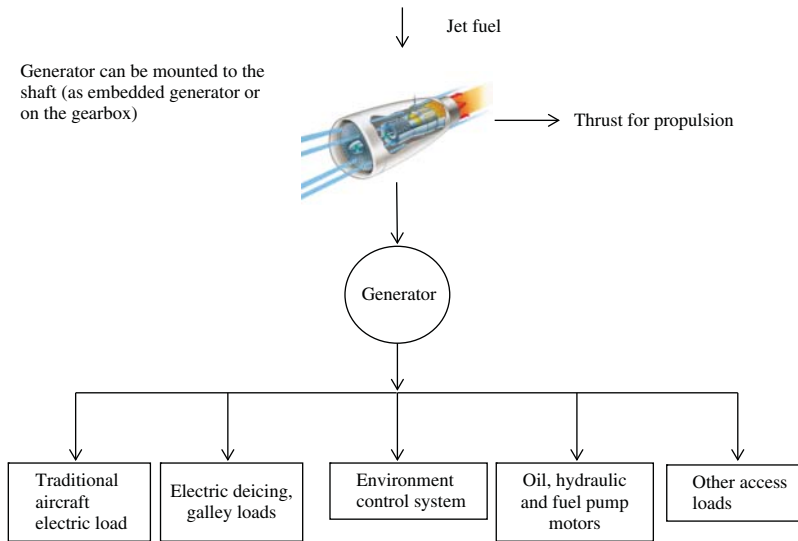 Jet fuel
Generator can be mounted to the
shaft (as embedded generator or
on the gearbox)
Thrust for propulsion
Generator
Traditional
aircraft
electric load
Electric deicing,
galley loads
Environment
control system
Oil, hydraulic
and fuel pump
motors
Other access
loads